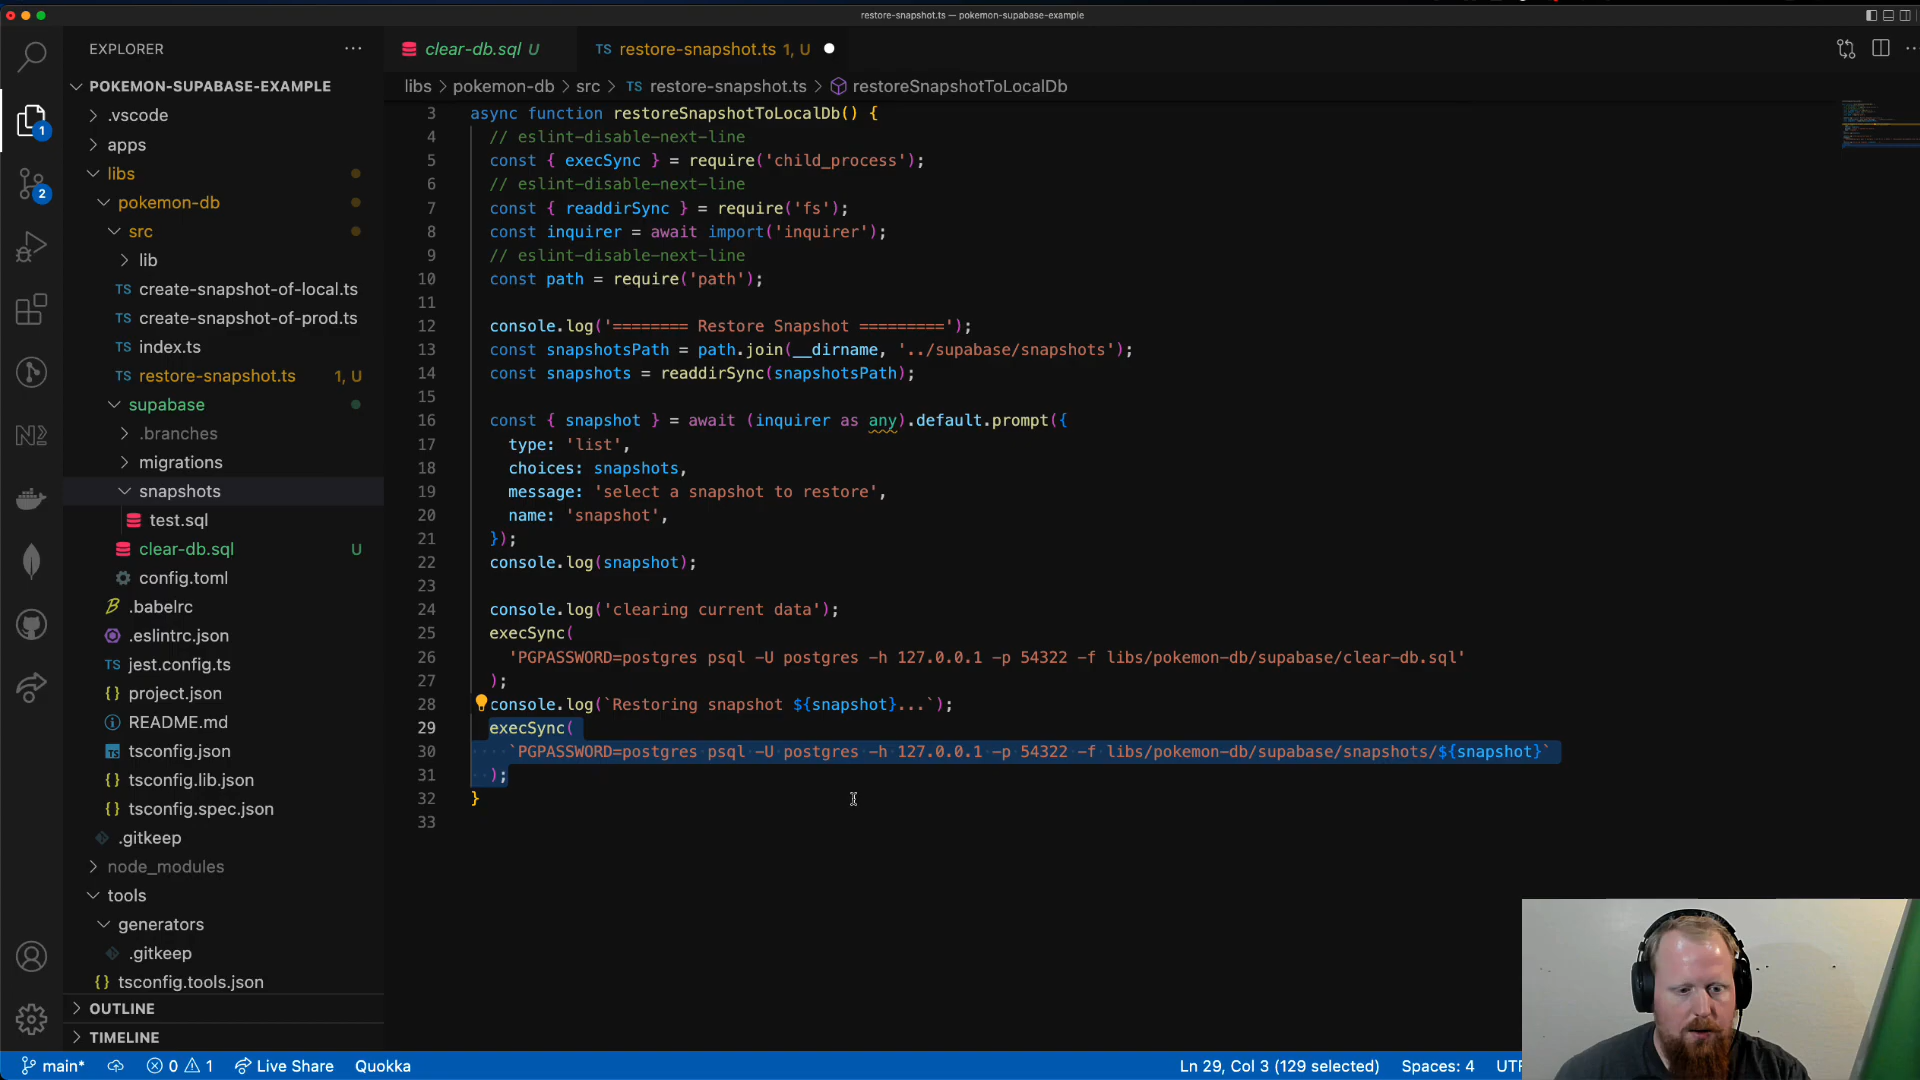 restore-snapshot.ts — pokemon-supabase-example
EXPLORER
clear-db.sql U
restore-snapshot.ts 1, U
libs > pokemon-db > src > TS restore-snapshot.ts > restoreSnapshotToLocalDb
POKEMON-SUPABASE-EXAMPLE
.vscode
apps
libs
pokemon-db
src
lib
TS create-snapshot-of-local.ts
TS create-snapshot-of-prod.ts
TS index.ts
TS restore-snapshot.ts 1, U
supabase
.branches
migrations
snapshots
test.sql
clear-db.sql U
config.toml
.babelrc
.eslintrc.json
TS jest.config.ts
{} project.json
README.md
tsconfig.json
{} tsconfig.lib.json
{} tsconfig.spec.json
.gitkeep
node_modules
tools
generators
.gitkeep
{} tsconfig.tools.json
OUTLINE
TIMELINE
1
2
3 async function restoreSnapshotToLocalDb() {
4 // eslint-disable-next-line
5 const { execSync } = require('child_process');
6 // eslint-disable-next-line
7 const { readdirSync } = require('fs');
8 const inquirer = await import('inquirer');
9 // eslint-disable-next-line
10 const path = require('path');
11
12 console.log('======== Restore Snapshot =========');
13 const snapshotsPath = path.join(__dirname, '../supabase/snapshots');
14 const snapshots = readdirSync(snapshotsPath);
15
16 const { snapshot } = await (inquirer as any).default.prompt({
17 type: 'list',
18 choices: snapshots,
19 message: 'select a snapshot to restore',
20 name: 'snapshot',
21 });
22 console.log(snapshot);
23
24 console.log('clearing current data');
25 execSync(
26 'PGPASSWORD=postgres psql -U postgres -h 127.0.0.1 -p 54322 -f libs/pokemon-db/supabase/clear-db.sql'
27 );
28 console.log(`Restoring snapshot ${snapshot}...`);
29 execSync(
30 `PGPASSWORD=postgres psql -U postgres -h 127.0.0.1 -p 54322 -f libs/pokemon-db/supabase/snapshots/${snapshot}`
31 );
32 }
33
main* 0 1 Live Share Quokka Ln 29, Col 3 (129 selected) Spaces: 4